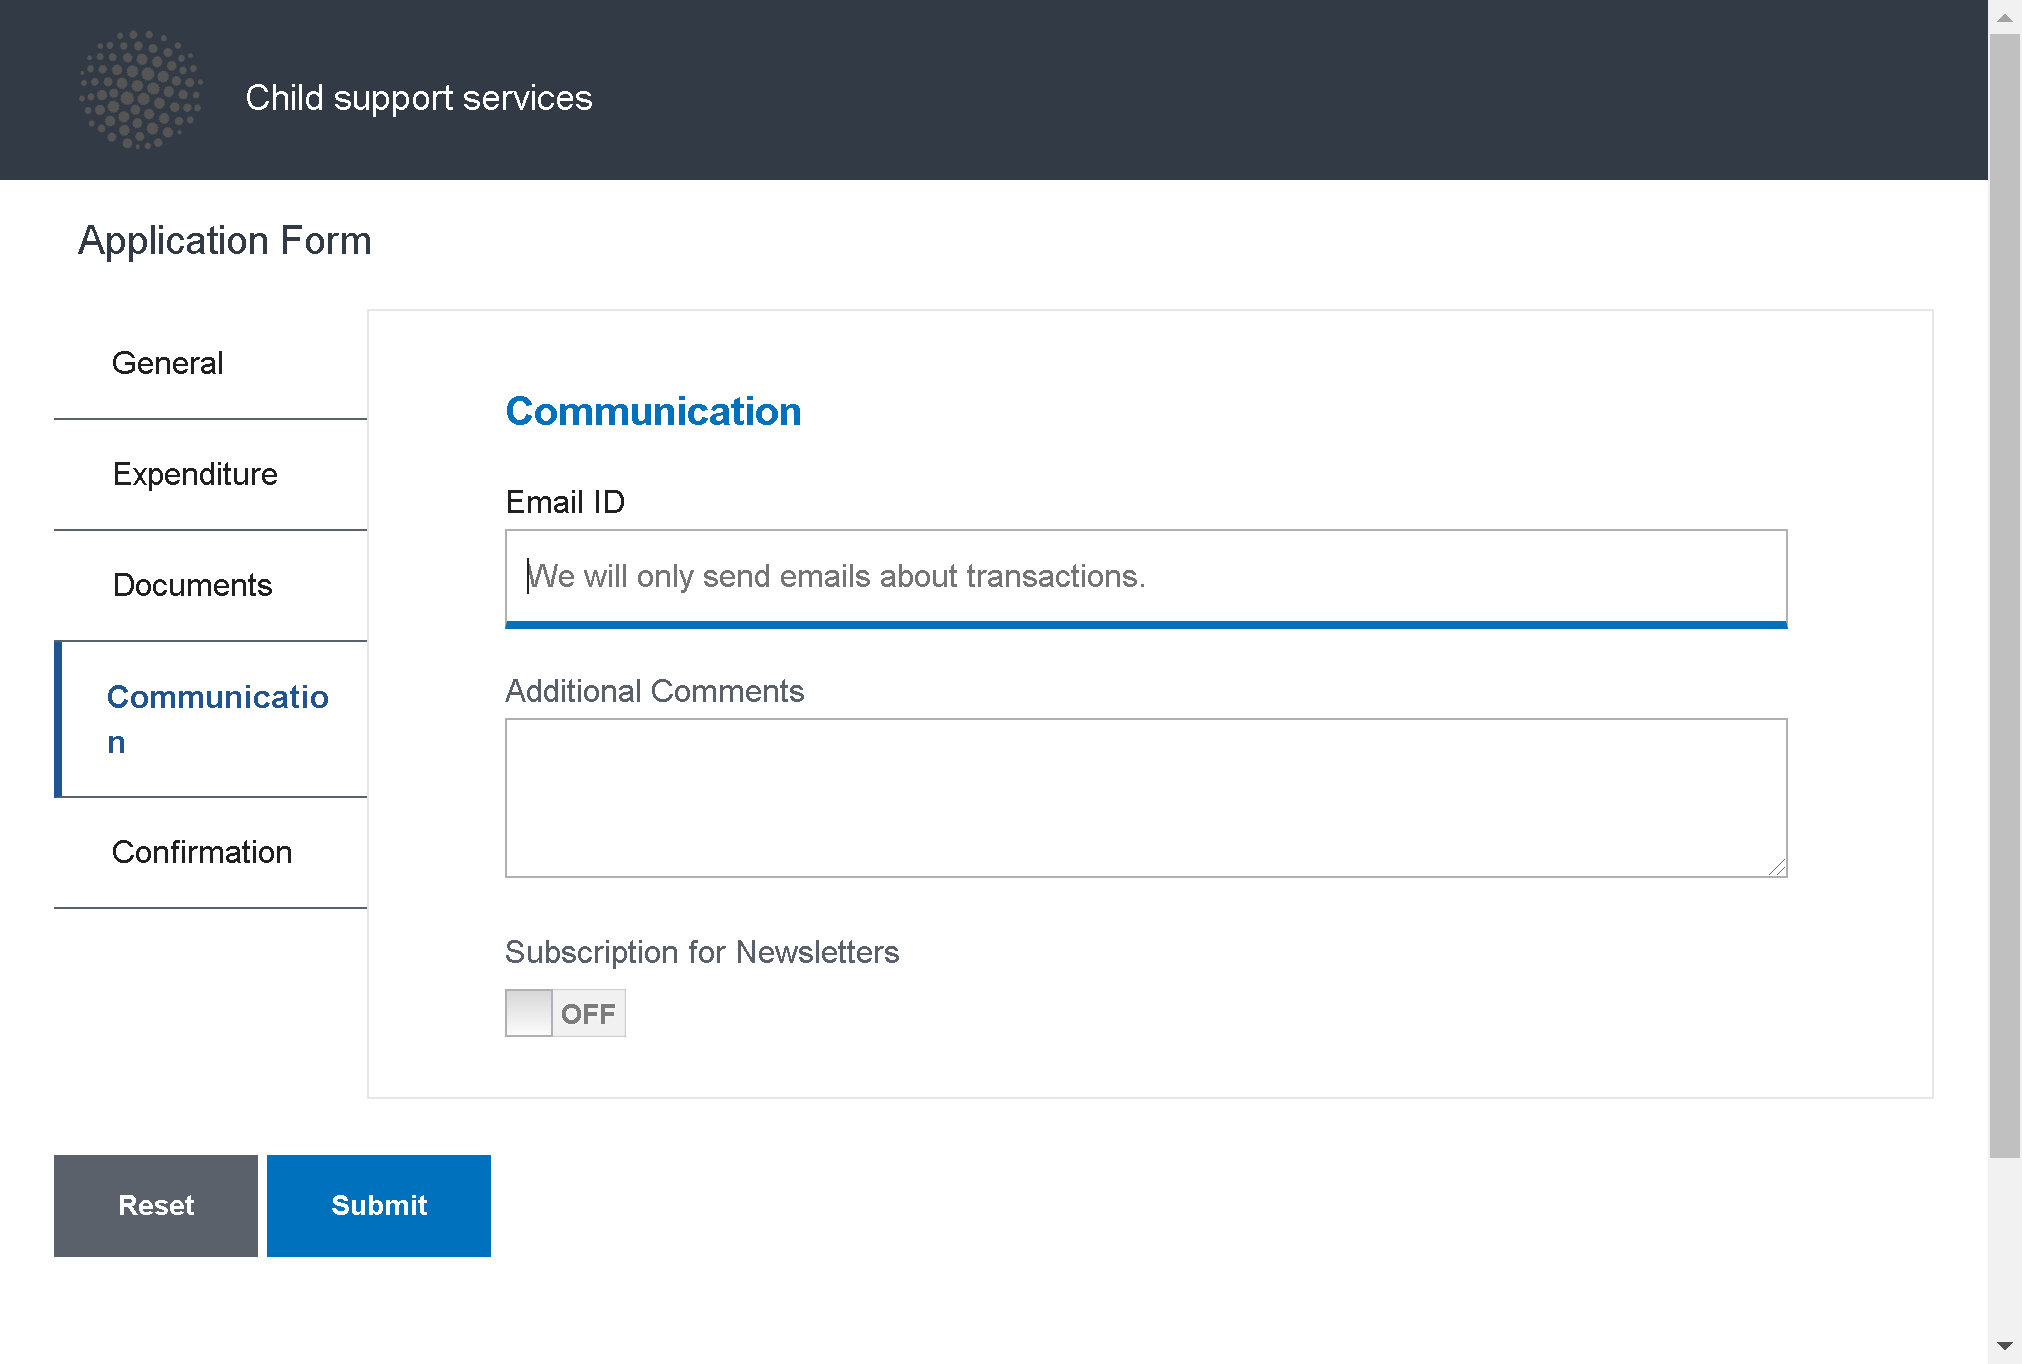 Child support services
Application Form
General
Expenditure
Documents
Communicatio
n
Confirmation
Communication
Email ID
We will only send emails about transactions.
Additional Comments
Subscription for Newsletters
OFF
Reset
Submit